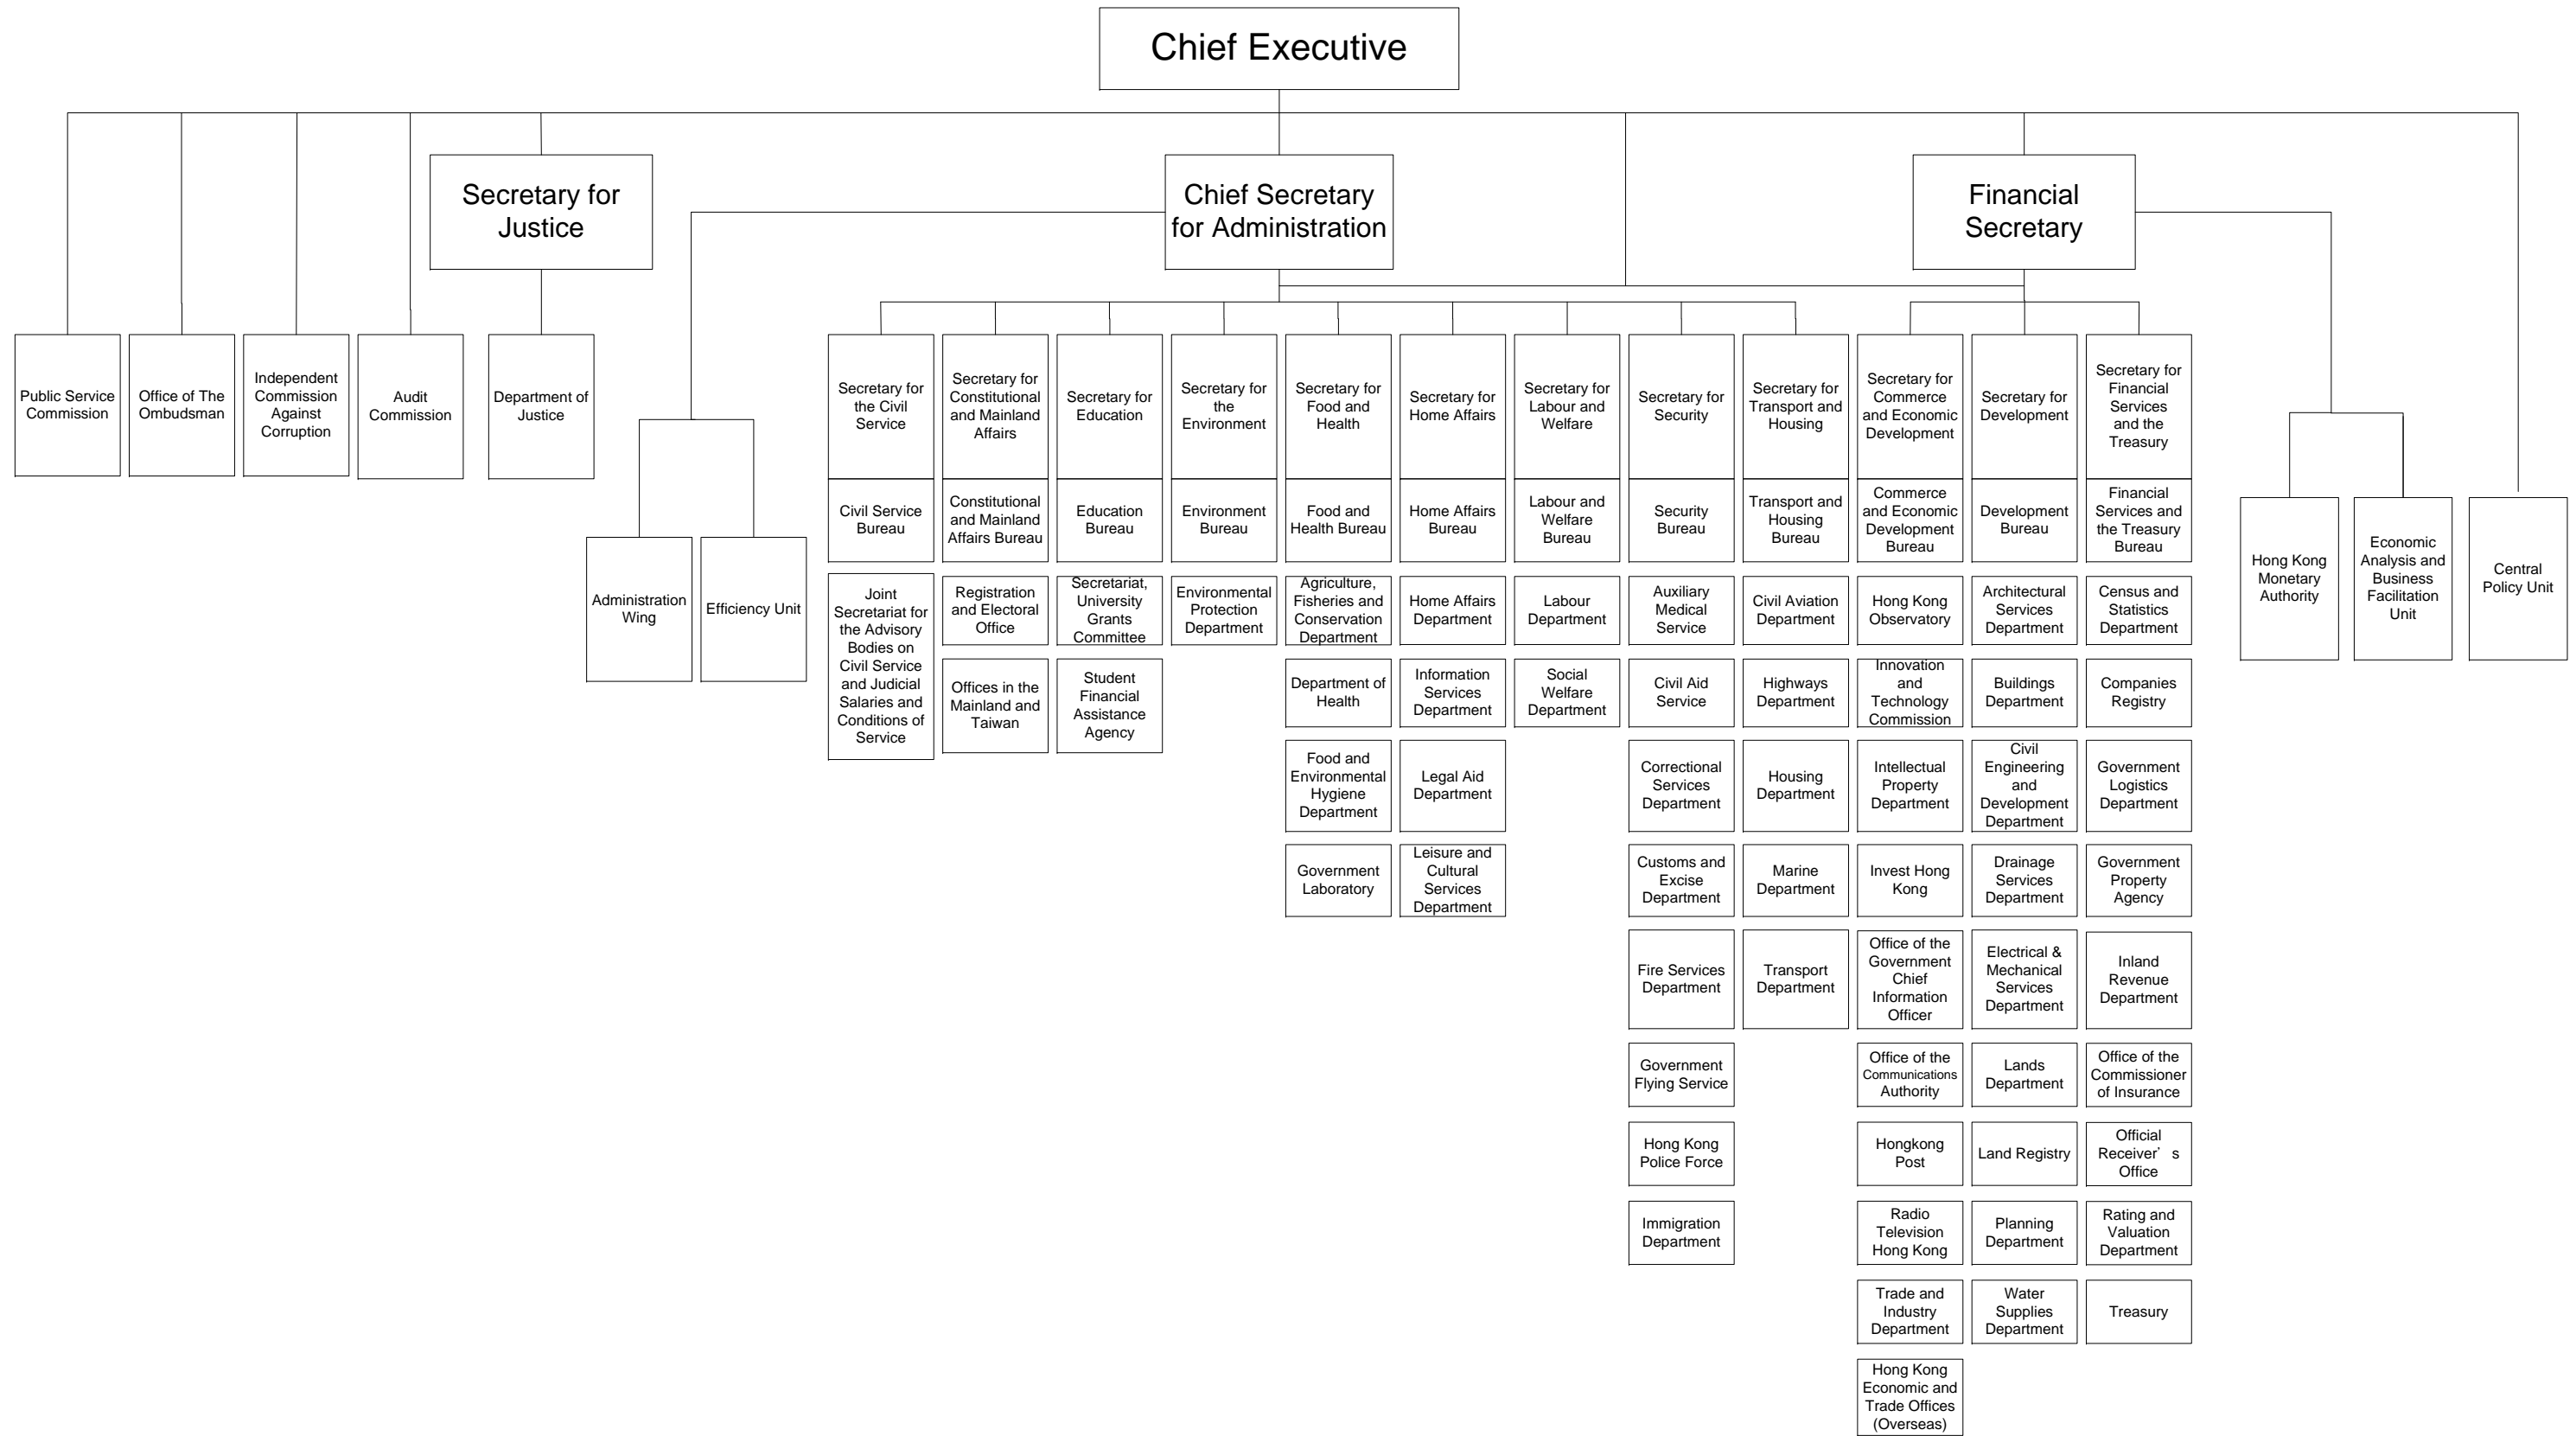 Chief Executive
Secretary for
Justice
Chief Secretary
for Administration
Financial
Secretary
Public Service
Commission
Office of The
Ombudsman
Independent
Commission
Against
Corruption
Audit
Commission
Department of
Justice
Administration
Wing
Efficiency Unit
Secretary for
the Civil
Service
Civil Service
Bureau
Joint
Secretariat for
the Advisory
Bodies on
Civil Service
and Judicial
Salaries and
Conditions of
Service
Secretary for
Constitutional
and Mainland
Affairs
Constitutional
and Mainland
Affairs Bureau
Registration
and Electoral
Office
Offices in the
Mainland and
Taiwan
Secretary for
Education
Education
Bureau
Secretariat,
University
Grants
Committee
Student
Financial
Assistance
Agency
Secretary for
the
Environment
Environment
Bureau
Environmental
Protection
Department
Secretary for
Food and
Health
Food and
Health Bureau
Agriculture,
Fisheries and
Conservation
Department
Department of
Health
Food and
Environmental
Hygiene
Department
Government
Laboratory
Secretary for
Home Affairs
Home Affairs
Bureau
Home Affairs
Department
Information
Services
Department
Legal Aid
Department
Leisure and
Cultural
Services
Department
Secretary for
Labour and
Welfare
Labour and
Welfare
Bureau
Labour
Department
Social
Welfare
Department
Secretary for
Security
Security
Bureau
Auxiliary
Medical
Service
Civil Aid
Service
Correctional
Services
Department
Customs and
Excise
Department
Fire Services
Department
Government
Flying Service
Hong Kong
Police Force
Immigration
Department
Secretary for
Transport and
Housing
Transport and
Housing
Bureau
Civil Aviation
Department
Highways
Department
Housing
Department
Marine
Department
Transport
Department
Secretary for
Commerce
and Economic
Development
Commerce
and Economic
Development
Bureau
Hong Kong
Observatory
Innovation
and
Technology
Commission
Intellectual
Property
Department
Invest Hong
Kong
Office of the
Government
Chief
Information
Officer
Office of the
Communications
Authority
Hongkong
Post
Radio
Television
Hong Kong
Trade and
Industry
Department
Hong Kong
Economic and
Trade Offices
(Overseas)
Secretary for
Development
Development
Bureau
Architectural
Services
Department
Buildings
Department
Civil
Engineering
and
Development
Department
Drainage
Services
Department
Electrical &
Mechanical
Services
Department
Lands
Department
Land Registry
Planning
Department
Water
Supplies
Department
Secretary for
Financial
Services
and the
Treasury
Financial
Services and
the Treasury
Bureau
Census and
Statistics
Department
Companies
Registry
Government
Logistics
Department
Government
Property
Agency
Inland
Revenue
Department
Office of the
Commissioner
of Insurance
Official
Receiver’s
Office
Rating and
Valuation
Department
Treasury
Hong Kong
Monetary
Authority
Economic
Analysis and
Business
Facilitation
Unit
Central
Policy Unit